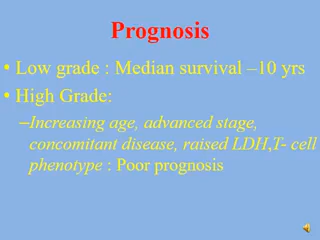 Prognosis
• Low grade : Median survival –10 yrs
• High Grade:
–Increasing age, advanced stage,
concomitant disease, raised LDH,T- cell
phenotype : Poor prognosis